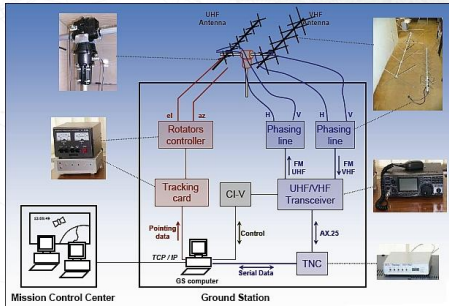 UHF
Antenna
VHF
Antenna
el
az
H
V
H
V
Rotators
controller
Phasing
line
Phasing
line
FM
UHF
FM
VHF
Tracking
card
CI-V
UHF/VHF
Transceiver
Pointing
data
Control
AX.25
TCP / IP
GS computer
Serial Data
TNC
Mission Control Center
Ground Station